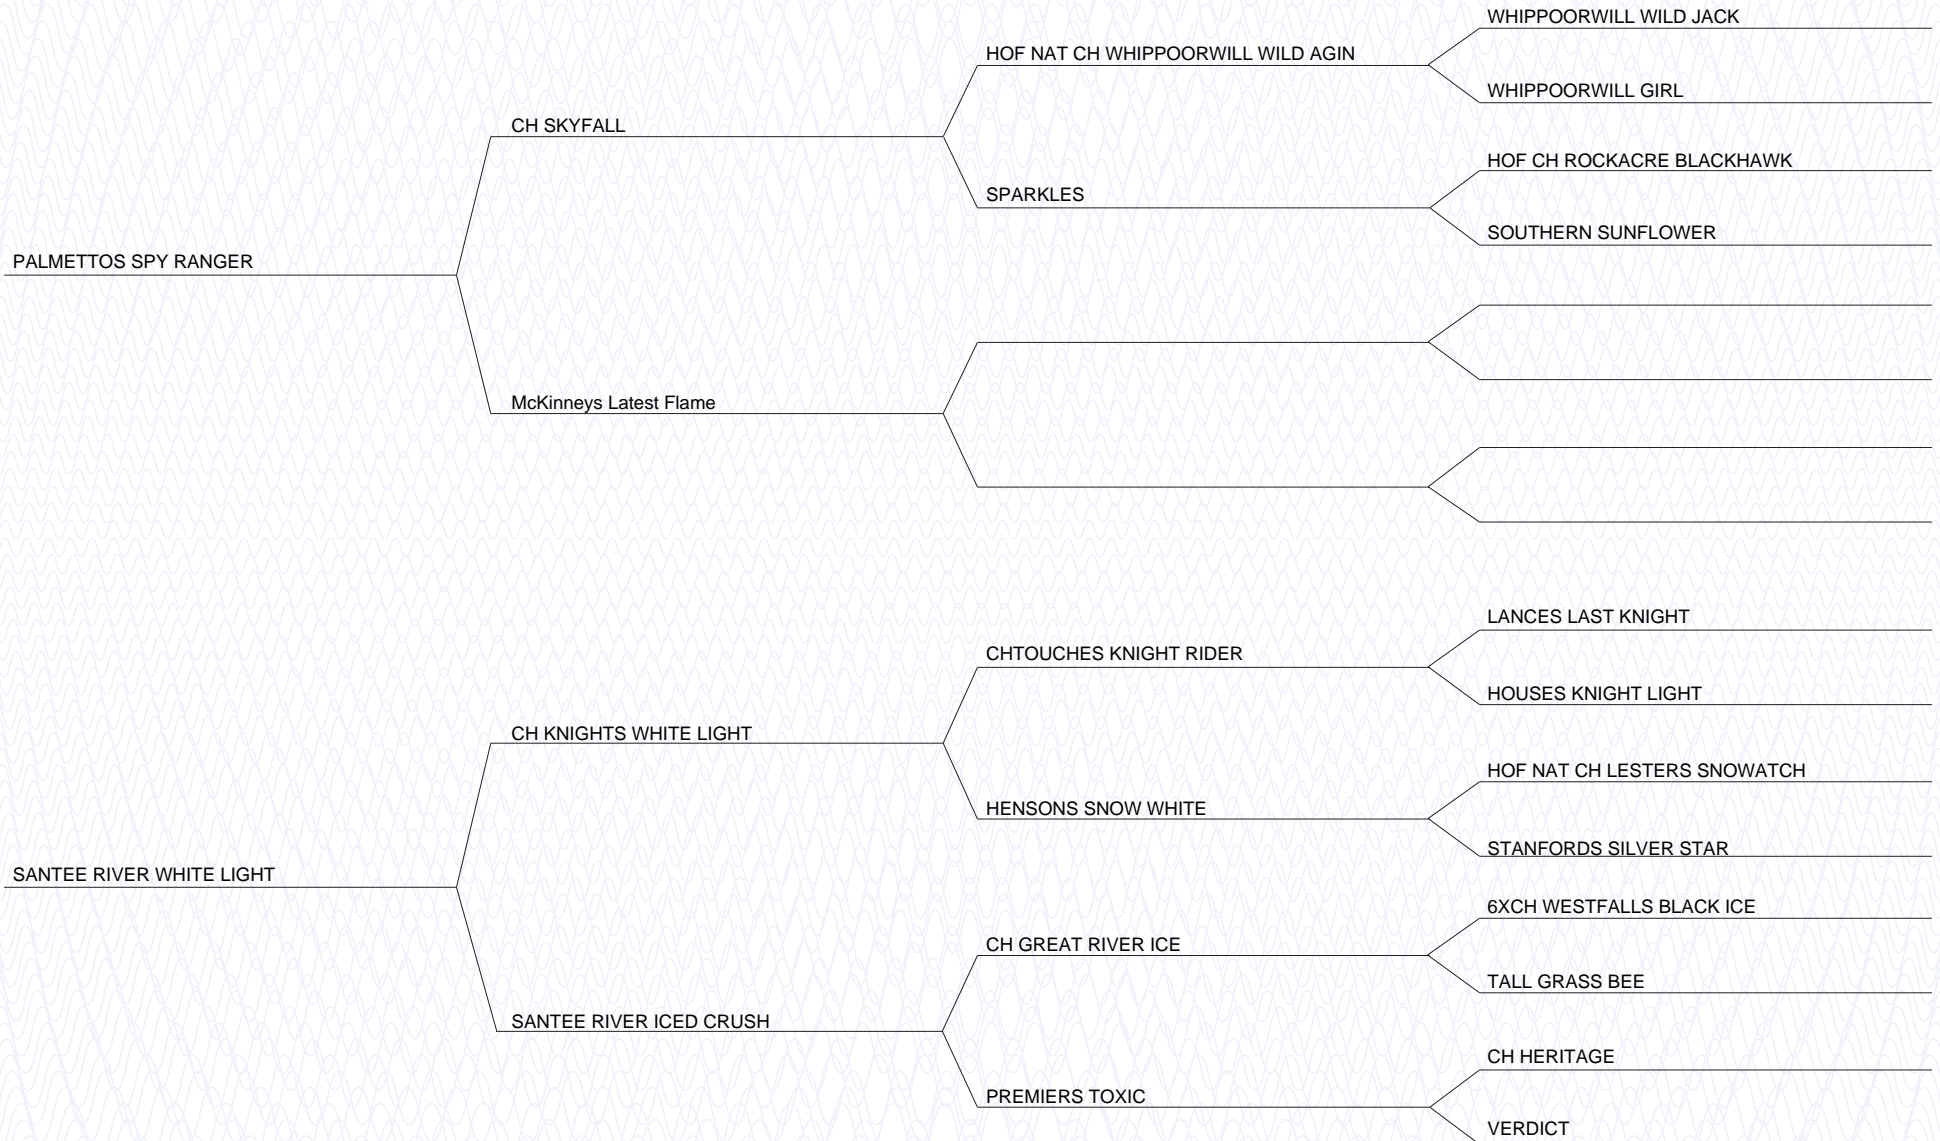 WHIPPOORWILL WILD JACK
HOF NAT CH WHIPPOORWILL WILD AGIN
WHIPPOORWILL GIRL
CH SKYFALL
HOF CH ROCKACRE BLACKHAWK
SPARKLES
SOUTHERN SUNFLOWER
PALMETTOS SPY RANGER
McKinneys Latest Flame
LANCES LAST KNIGHT
CHTOUCHES KNIGHT RIDER
HOUSES KNIGHT LIGHT
CH KNIGHTS WHITE LIGHT
HOF NAT CH LESTERS SNOWATCH
HENSONS SNOW WHITE
STANFORDS SILVER STAR
SANTEE RIVER WHITE LIGHT
6XCH WESTFALLS BLACK ICE
CH GREAT RIVER ICE
TALL GRASS BEE
SANTEE RIVER ICED CRUSH
CH HERITAGE
PREMIERS TOXIC
VERDICT